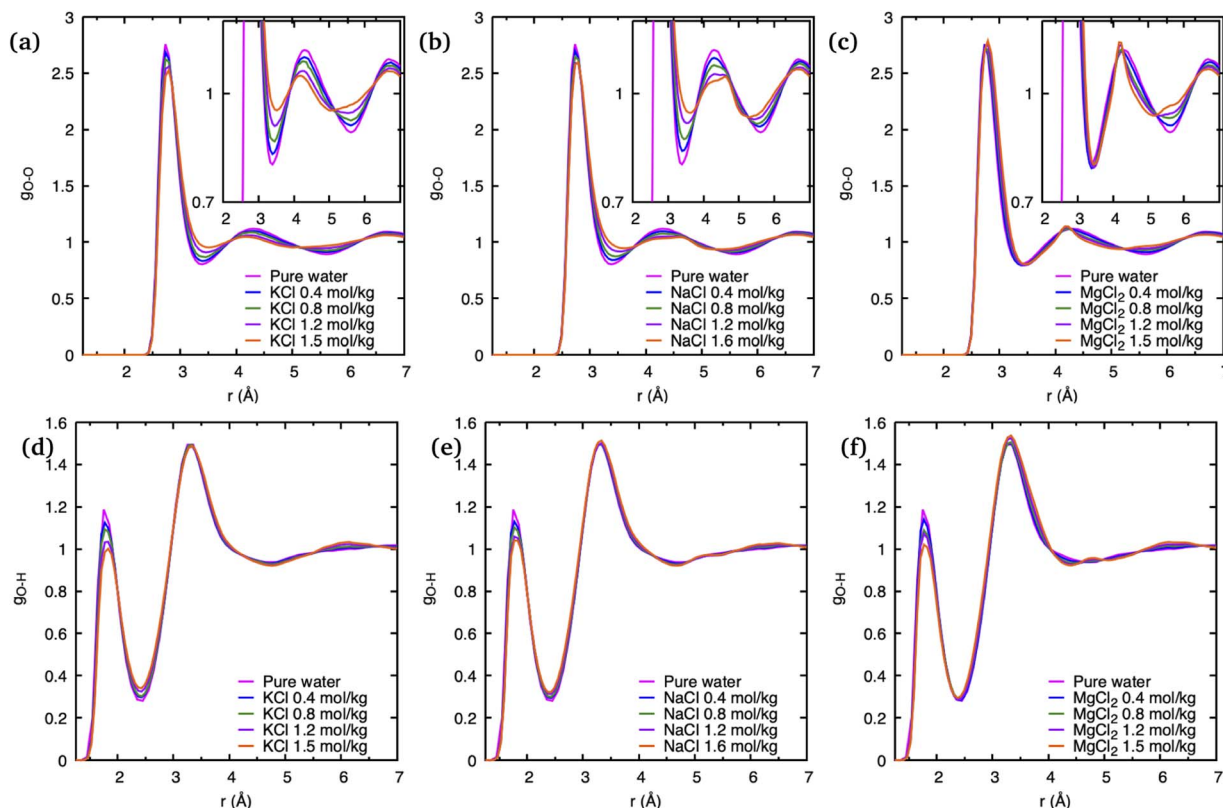 (a)
3
2.5
2
1.5
1
0.5
0
gO-O
1
0.7
2 3 4 5 6
Pure water
KCl 0.4 mol/kg
KCl 0.8 mol/kg
KCl 1.2 mol/kg
KCl 1.5 mol/kg
2 3 4 5 6 7
r (Å)
(b)
3
2.5
2
1.5
1
0.5
0
gO-O
1
0.7
2 3 4 5 6
Pure water
NaCl 0.4 mol/kg
NaCl 0.8 mol/kg
NaCl 1.2 mol/kg
NaCl 1.6 mol/kg
2 3 4 5 6 7
r (Å)
(c)
3
2.5
2
1.5
1
0.5
0
gO-O
1
0.7
2 3 4 5 6
Pure water
MgCl2 0.4 mol/kg
MgCl2 0.8 mol/kg
MgCl2 1.2 mol/kg
MgCl2 1.5 mol/kg
2 3 4 5 6 7
r (Å)
(d)
1.6
1.4
1.2
1
0.8
0.6
0.4
0.2
0
gO-H
Pure water
KCl 0.4 mol/kg
KCl 0.8 mol/kg
KCl 1.2 mol/kg
KCl 1.5 mol/kg
2 3 4 5 6 7
r (Å)
(e)
1.6
1.4
1.2
1
0.8
0.6
0.4
0.2
0
gO-H
Pure water
NaCl 0.4 mol/kg
NaCl 0.8 mol/kg
NaCl 1.2 mol/kg
NaCl 1.6 mol/kg
2 3 4 5 6 7
r (Å)
(f)
1.6
1.4
1.2
1
0.8
0.6
0.4
0.2
0
gO-H
Pure water
MgCl2 0.4 mol/kg
MgCl2 0.8 mol/kg
MgCl2 1.2 mol/kg
MgCl2 1.5 mol/kg
2 3 4 5 6 7
r (Å)